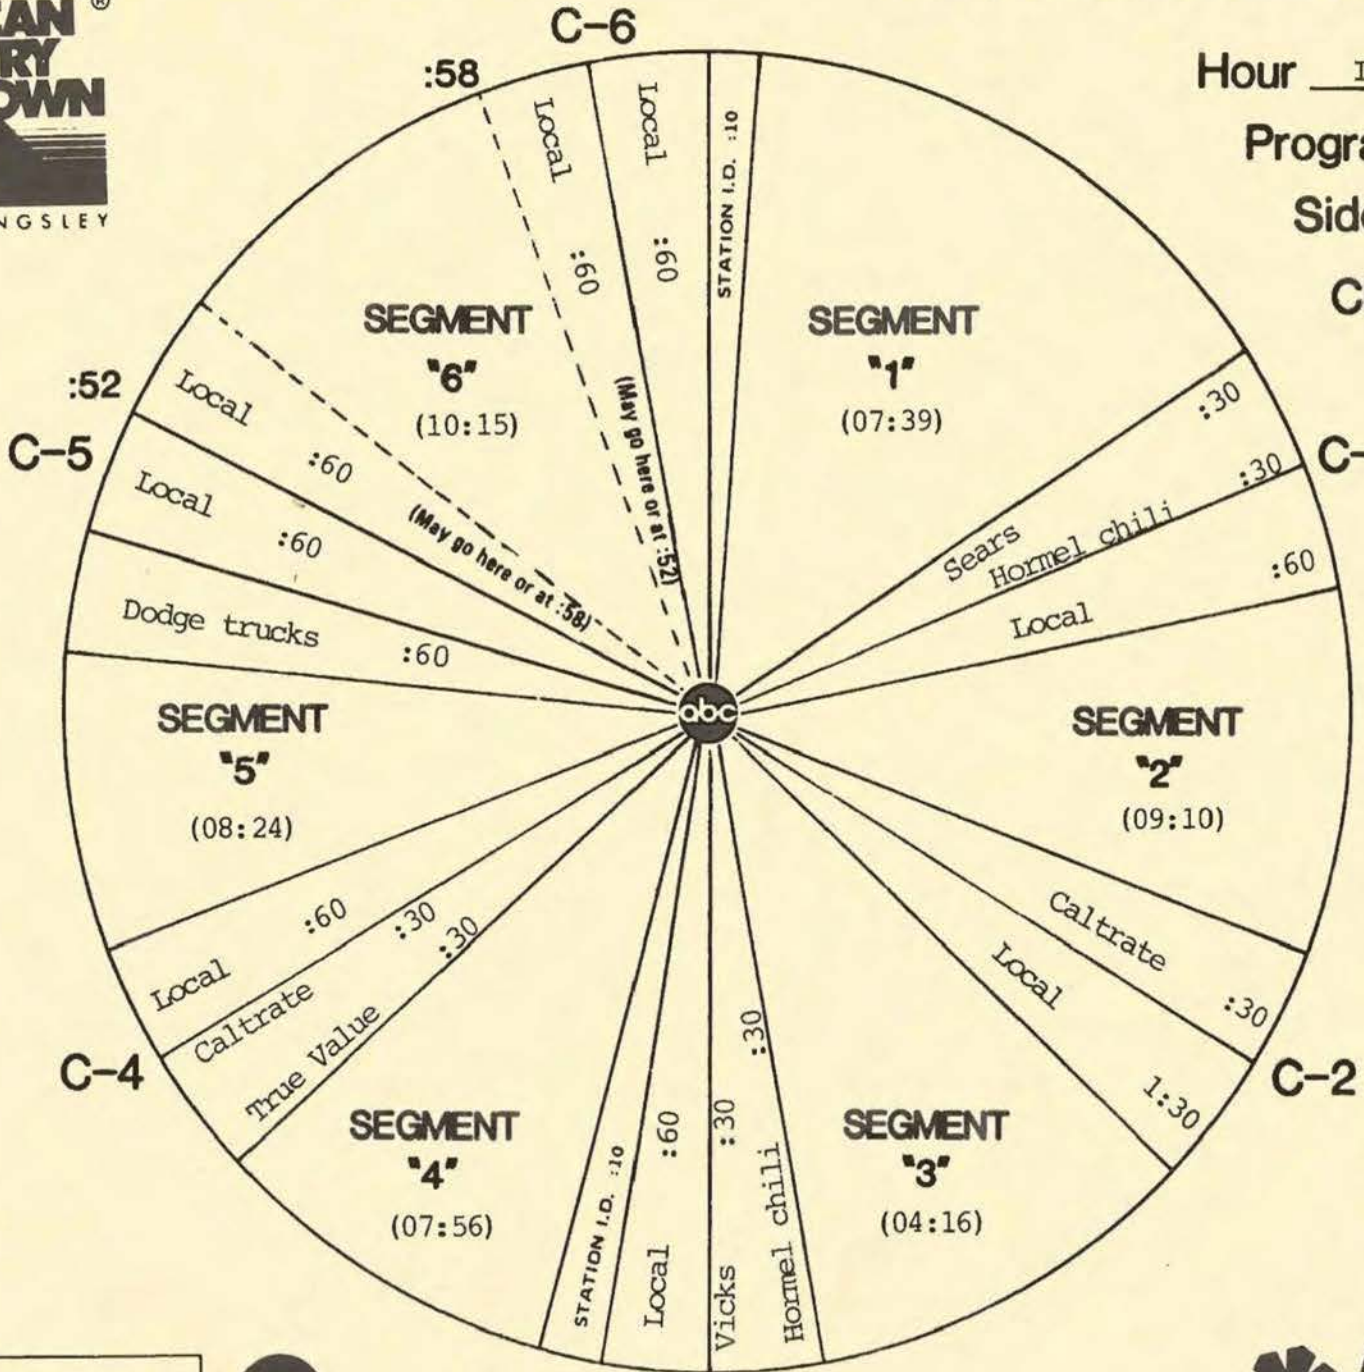 RY
OWN
®
NGSLEY
C-6
:58
Hour
Side
STATION I.D. :10
SEGMENT
"1"
(07:39)
Sears :30
Hormel chili :30
Local :60
SEGMENT
"2"
(09:10)
Caltrate :30
C-2
Local 1:30
SEGMENT
"3"
(04:16)
Hormel chili :30
Vicks :30
Local :60
STATION I.D. :10
SEGMENT
"4"
(07:56)
True Value :30
Caltrate :30
C-4
Local :60
SEGMENT
"5"
(08:24)
Dodge trucks :60
Local :60
C-5
:52
Local :60
(May go here or at :58)
SEGMENT
"6"
(10:15)
Local :60
(May go here or at :52)
Local :60
abc